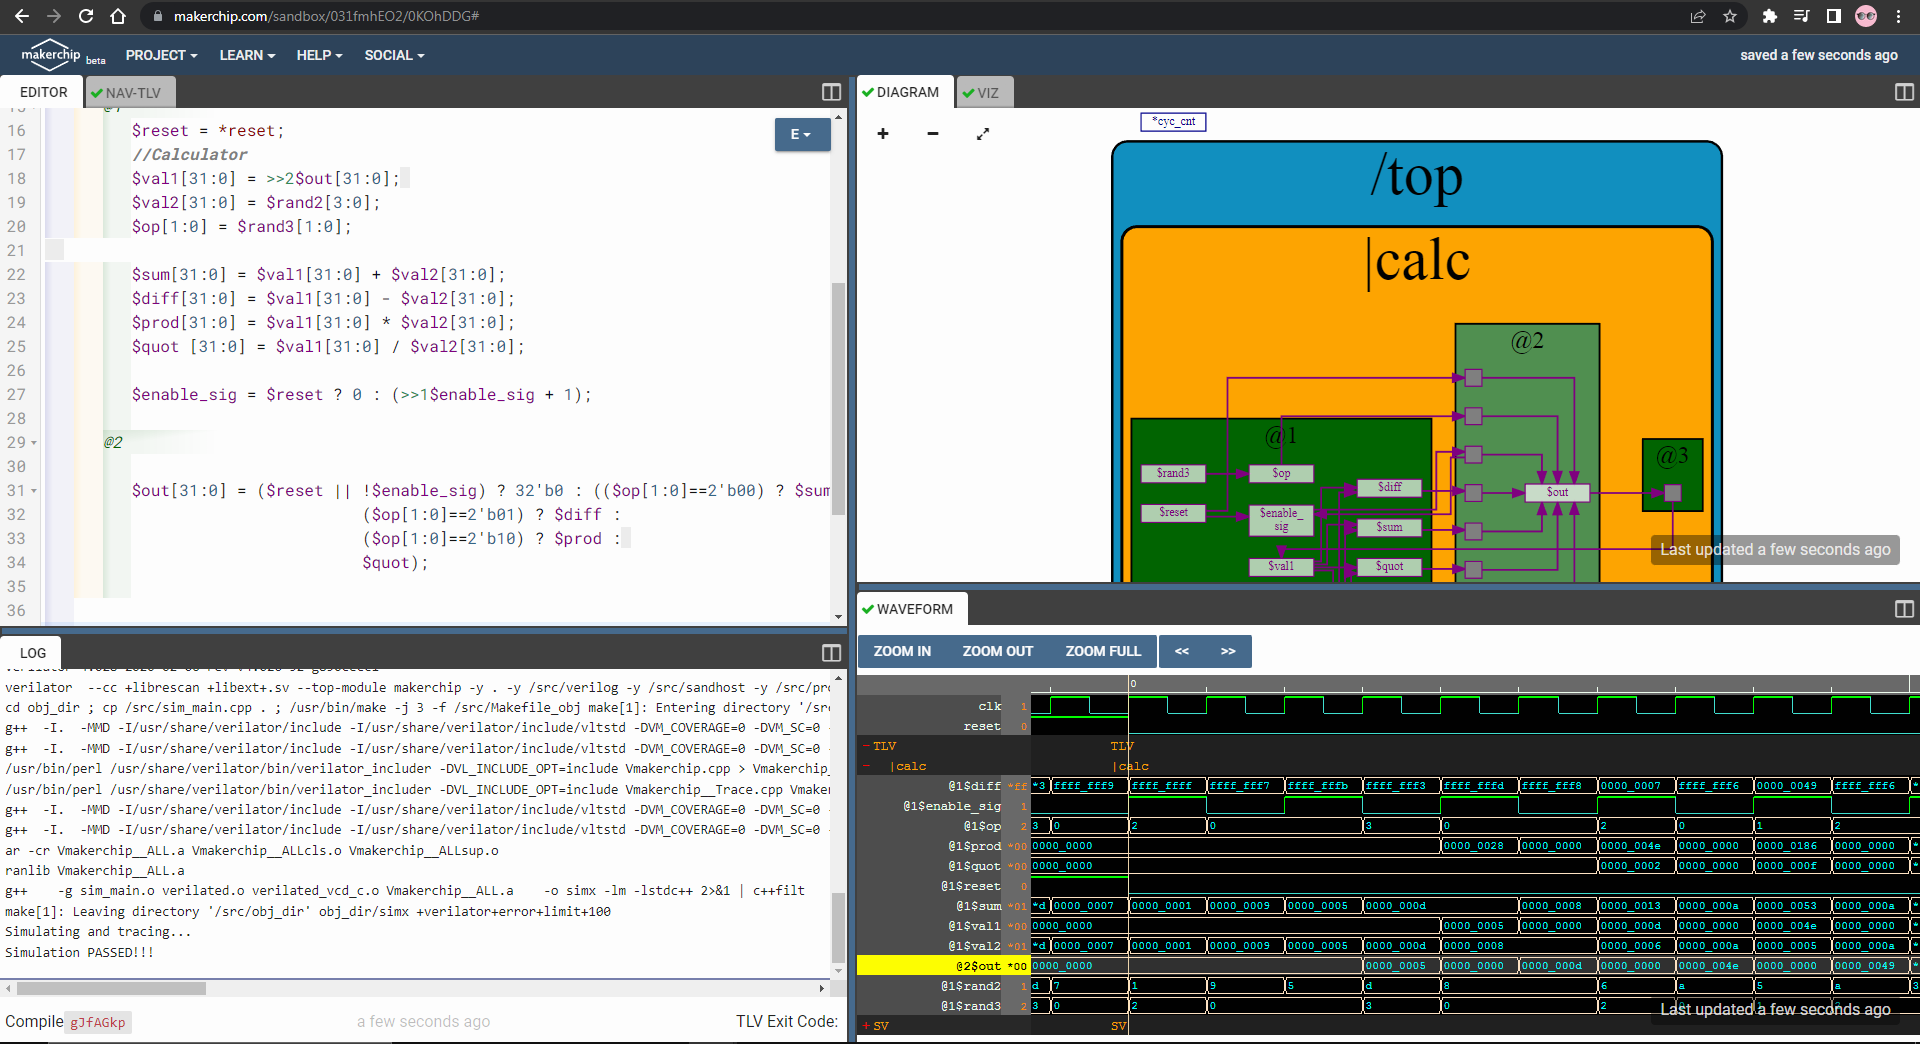 makerchip.com/sandbox/031fmhEO2/0KOhDDG#
makerchip beta PROJECT LEARN HELP SOCIAL saved a few seconds ago
EDITOR NAV-TLV
16 $reset = *reset;
17 //Calculator
18 $val1[31:0] = >>2$out[31:0];
19 $val2[31:0] = $rand2[3:0];
20 $op[1:0] = $rand3[1:0];
21
22 $sum[31:0] = $val1[31:0] + $val2[31:0];
23 $diff[31:0] = $val1[31:0] - $val2[31:0];
24 $prod[31:0] = $val1[31:0] * $val2[31:0];
25 $quot [31:0] = $val1[31:0] / $val2[31:0];
26
27 $enable_sig = $reset ? 0 : (>>1$enable_sig + 1);
28
29 @2
30
31 $out[31:0] = ($reset || !$enable_sig) ? 32'b0 : (($op[1:0]==2'b00) ? $sum
32 ($op[1:0]==2'b01) ? $diff :
33 ($op[1:0]==2'b10) ? $prod :
34 $quot);
35
36
E
LOG
verilator --cc +librescan +libext+.sv --top-module makerchip -y . -y /src/verilog -y /src/sandhost -y /src/pro
cd obj_dir ; cp /src/sim_main.cpp . ; /usr/bin/make -j 3 -f /src/Makefile_obj make[1]: Entering directory '/src
g++ -I. -MMD -I/usr/share/verilator/include -I/usr/share/verilator/include/vltstd -DVM_COVERAGE=0 -DVM_SC=0 -
g++ -I. -MMD -I/usr/share/verilator/include -I/usr/share/verilator/include/vltstd -DVM_COVERAGE=0 -DVM_SC=0 -
/usr/bin/perl /usr/share/verilator/bin/verilator_includer -DVL_INCLUDE_OPT=include Vmakerchip.cpp > Vmakerchip_
/usr/bin/perl /usr/share/verilator/bin/verilator_includer -DVL_INCLUDE_OPT=include Vmakerchip__Trace.cpp Vmaker
g++ -I. -MMD -I/usr/share/verilator/include -I/usr/share/verilator/include/vltstd -DVM_COVERAGE=0 -DVM_SC=0 -
g++ -I. -MMD -I/usr/share/verilator/include -I/usr/share/verilator/include/vltstd -DVM_COVERAGE=0 -DVM_SC=0 -
ar -cr Vmakerchip__ALL.a Vmakerchip__ALLcls.o Vmakerchip__ALLsup.o
ranlib Vmakerchip__ALL.a
g++ -g sim_main.o verilated.o verilated_vcd_c.o Vmakerchip__ALL.a -o simx -lm -lstdc++ 2>&1 | c++filt
make[1]: Leaving directory '/src/obj_dir' obj_dir/simx +verilator+error+limit+100
Simulating and tracing...
Simulation PASSED!!!
Compile gJfAGkp a few seconds ago TLV Exit Code:
DIAGRAM VIZ
*cyc_cnt
/top
|calc
@2
@1
@3
$rand3 $op
$diff
$out
$reset
$enable_
sig
$sum
$val1 $quot
Last updated a few seconds ago
WAVEFORM
ZOOM IN ZOOM OUT ZOOM FULL << >>
0
clk 1
reset 0
TLV TLV
|calc |calc
@1$diff *ff *3 ffff_fff9 ffff_ffff ffff_fff7 ffff_fffb ffff_fff3 ffff_fffd ffff_fff8 0000_0007 ffff_fff6 0000_0049 ffff_fff6
@1$enable_sig 1
@1$op 2 3 0 2 0 3 0 2 0 1 2
@1$prod *00 0000_0000 0000_0028 0000_0000 0000_004e 0000_0000 0000_0186 0000_0000
@1$quot *00 0000_0000 0000_0002 0000_0000 0000_000f 0000_0000
@1$reset 0
@1$sum *01 *d 0000_0007 0000_0001 0000_0009 0000_0005 0000_000d 0000_0008 0000_0013 0000_000a 0000_0053 0000_000a
@1$val1 *00 0000_0000 0000_0005 0000_0000 0000_000d 0000_0000 0000_004e 0000_0000
@1$val2 *01 *d 0000_0007 0000_0001 0000_0009 0000_0005 0000_000d 0000_0008 0000_0006 0000_000a 0000_0005 0000_000a
@2$out *00 0000_0000 0000_0005 0000_0000 0000_000d 0000_0000 0000_004e 0000_0000 0000_0049
@1$rand2 1 d 7 1 9 5 d 8 6 a 5 a 3
@1$rand3 2 3 0 2 0 3 0 2
Last updated a few seconds ago
SV SV